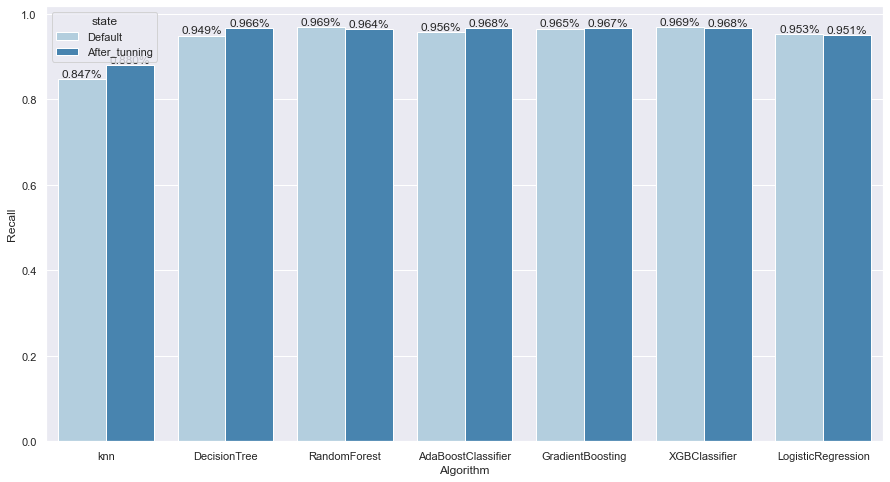 state
Default
After_tunning
0.847%
0.880%
0.949%
0.966%
0.969%
0.964%
0.956%
0.968%
0.965%
0.967%
0.969%
0.968%
0.953%
0.951%
1.0
0.8
0.6
0.4
0.2
0.0
Recall
knn
DecisionTree
RandomForest
AdaBoostClassifier
GradientBoosting
XGBClassifier
LogisticRegression
Algorithm